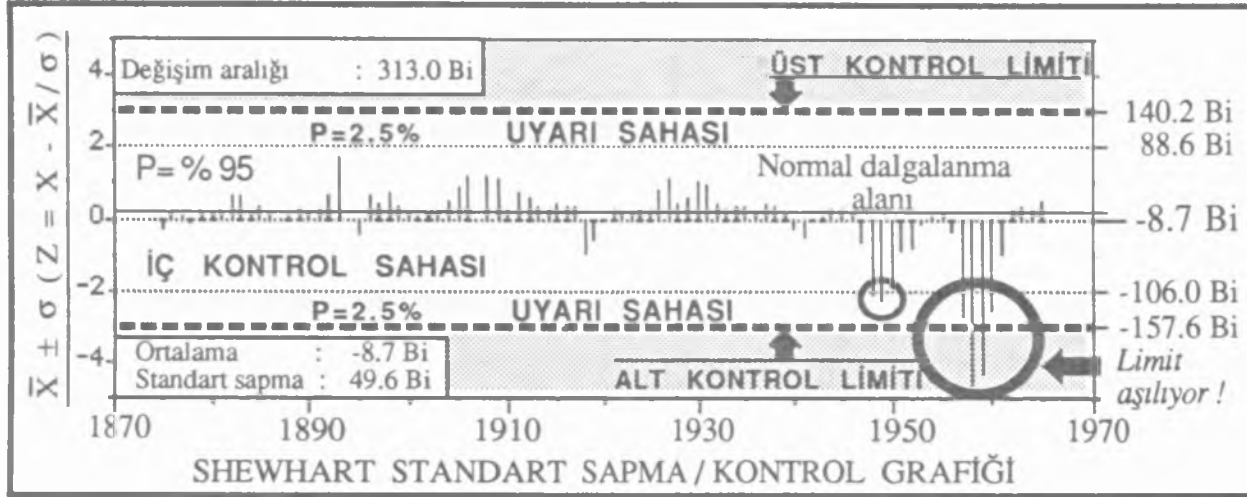 X̅ ± σ (Z = X - X̅ / σ)
4
2
0
-2
-4
Değişim aralığı : 313.0 Bi
ÜST KONTROL LİMİTİ
P=2.5% UYARI SAHASI
P= % 95
Normal dalgalanma
alanı
İÇ KONTROL SAHASI
P=2.5% UYARI SAHASI
Ortalama : -8.7 Bi
Standart sapma : 49.6 Bi
ALT KONTROL LİMİTİ
140.2 Bi
88.6 Bi
-8.7 Bi
-106.0 Bi
-157.6 Bi
Limit
aşılıyor !
1870 1890 1910 1930 1950 1970
SHEWHART STANDART SAPMA / KONTROL GRAFİĞİ